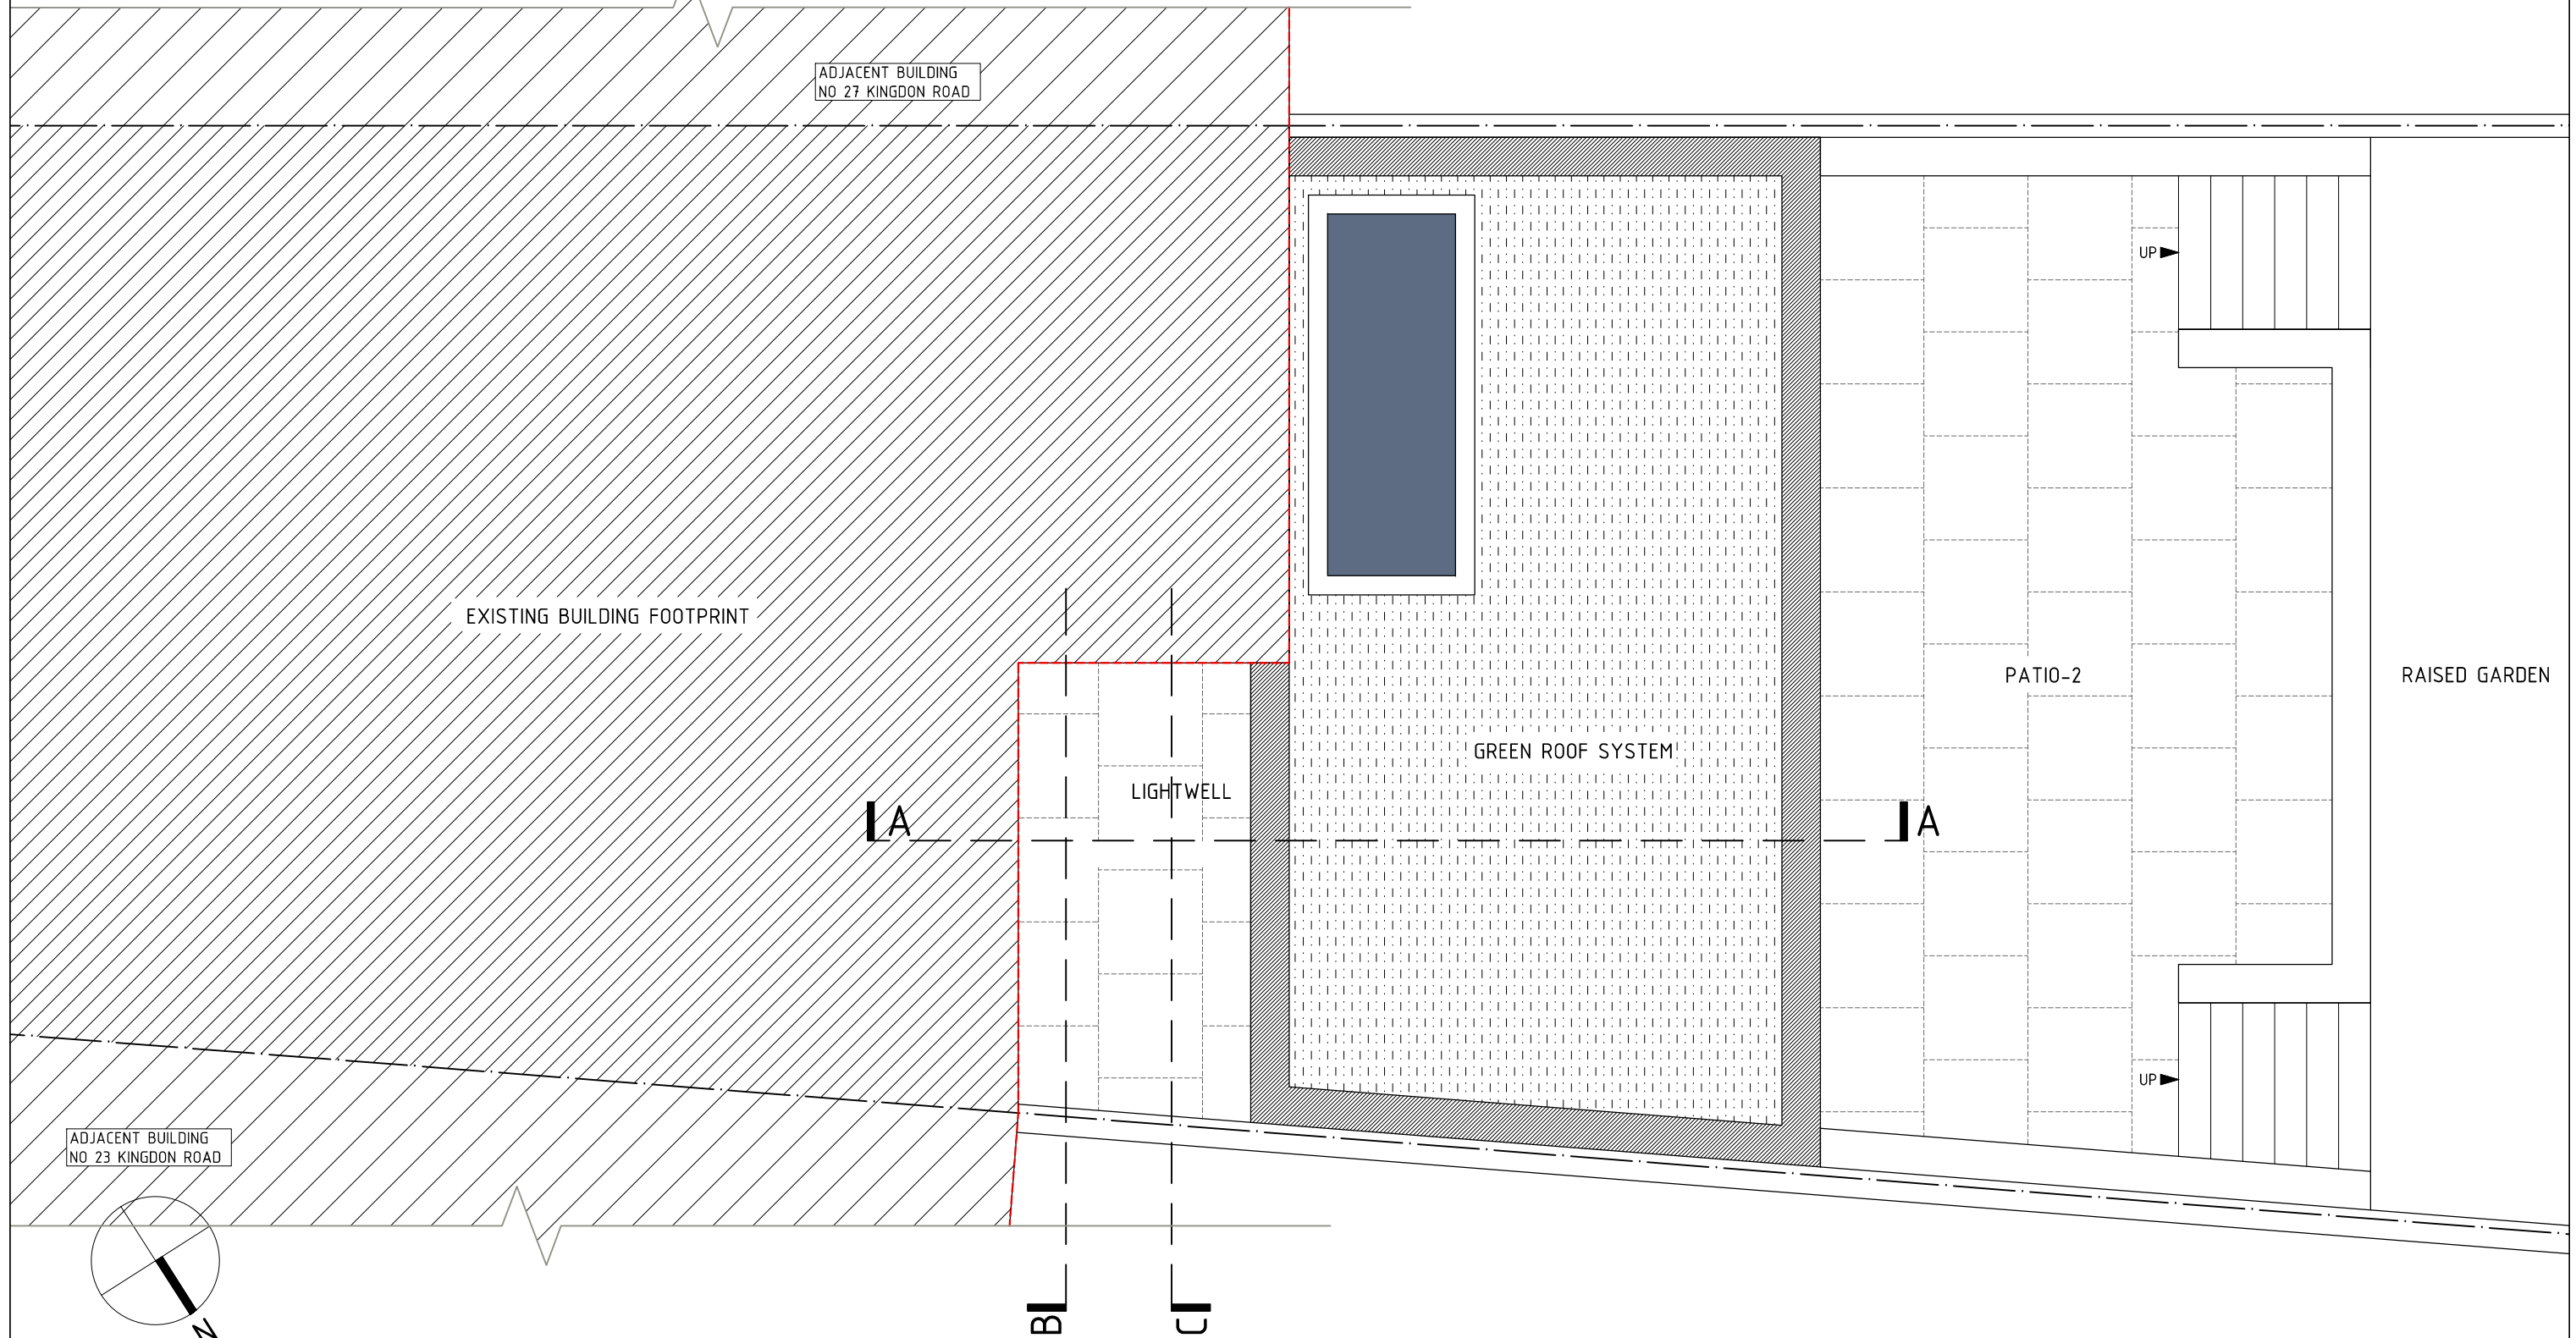 ADJACENT BUILDING
NO 27 KINGDON ROAD
UP
EXISTING BUILDING FOOTPRINT
PATIO-2
RAISED GARDEN
GREEN ROOF SYSTEM
LIGHTWELL
A
A
UP
ADJACENT BUILDING
NO 23 KINGDON ROAD
N
B
C